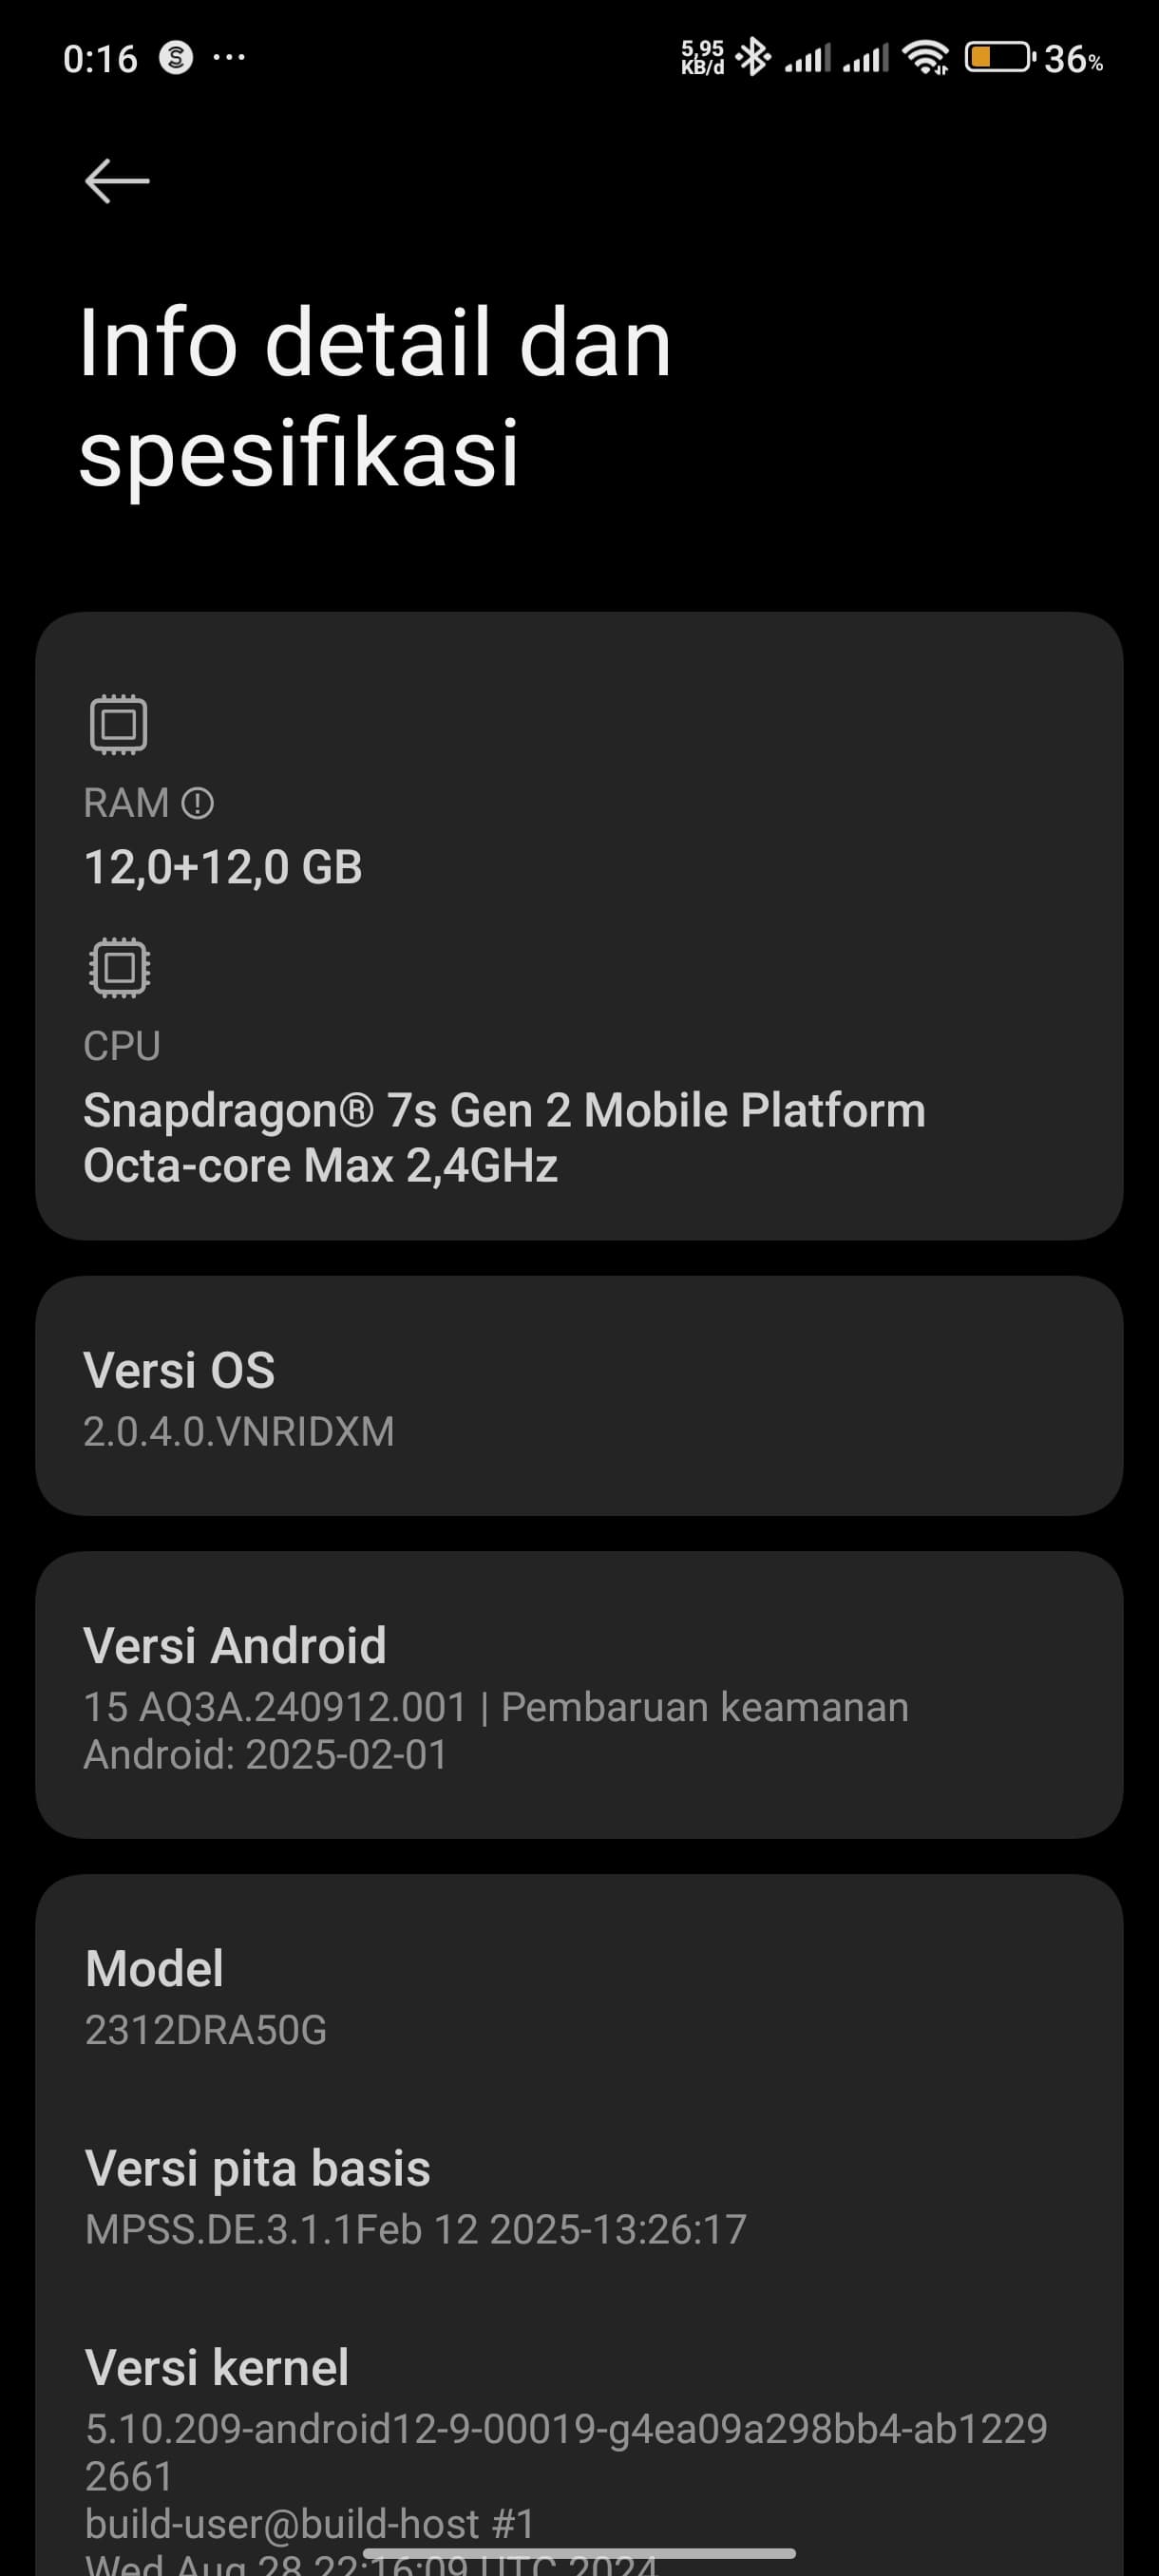 0:16 ...
5,95
KB/d
36%
Info detail dan
spesifikasi
RAM
12,0+12,0 GB
CPU
Snapdragon® 7s Gen 2 Mobile Platform
Octa-core Max 2,4GHz
Versi OS
2.0.4.0.VNRIDXM
Versi Android
15 AQ3A.240912.001 | Pembaruan keamanan
Android: 2025-02-01
Model
2312DRA50G
Versi pita basis
MPSS.DE.3.1.1Feb 12 2025-13:26:17
Versi kernel
5.10.209-android12-9-00019-g4ea09a298bb4-ab1229
2661
build-user@build-host #1
Wed Aug 28 22:16:09 UTC 2024